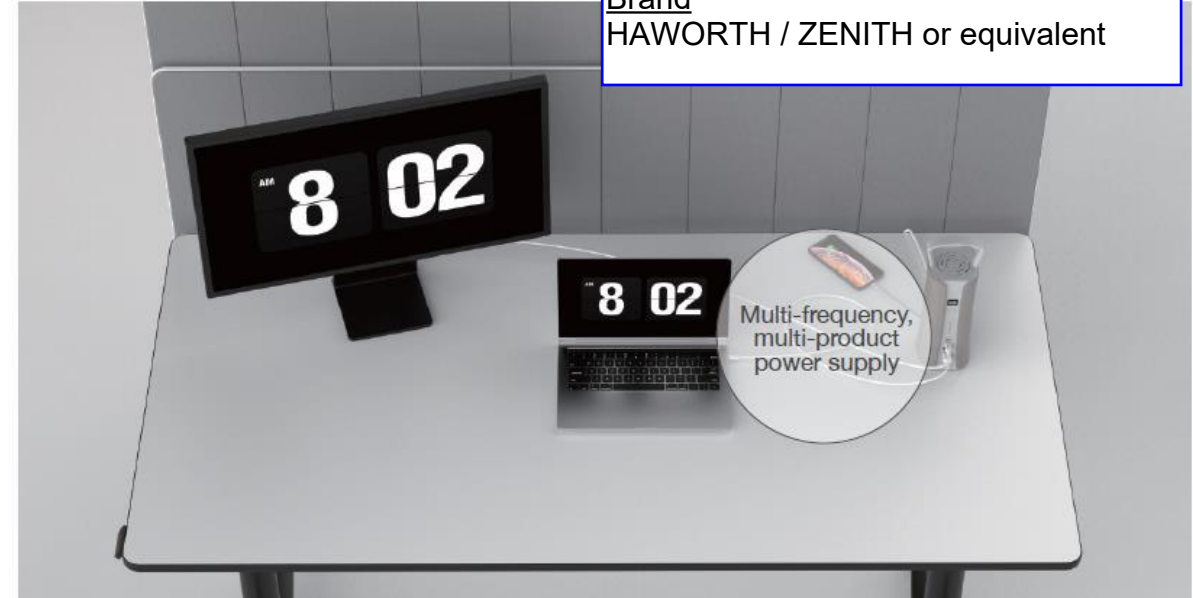 Brand
HAWORTH / ZENITH or equivalent
AM
8 02
AM
8 02
Multi-frequency,
multi-product
power supply